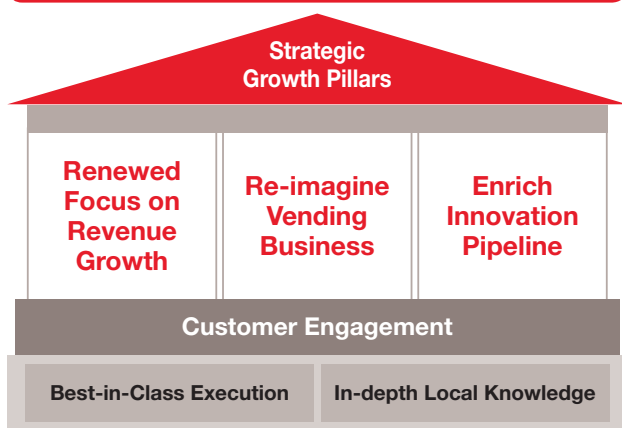 Strategic
Growth Pillars
Renewed
Focus on
Revenue
Growth
Re-imagine
Vending
Business
Enrich
Innovation
Pipeline
Customer Engagement
Best-in-Class Execution
In-depth Local Knowledge